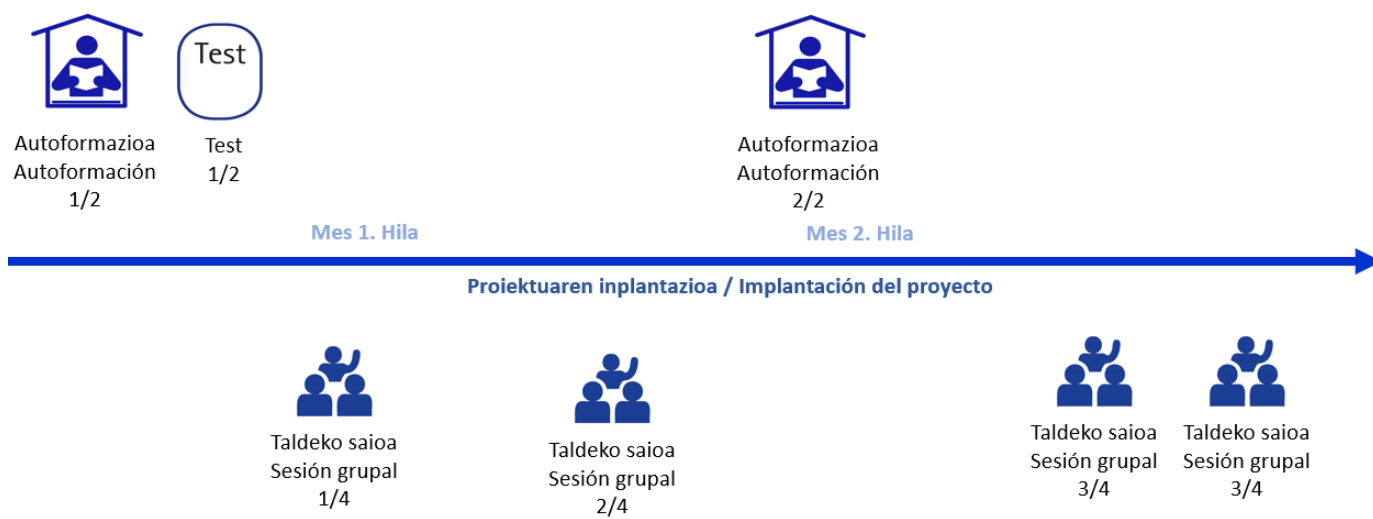 Test
Autoformazioa
Autoformación
1/2
Test
1/2
Autoformazioa
Autoformación
2/2
Mes 1. Hila
Mes 2. Hila
Proiektuaren inplantazioa / Implantación del proyecto
Taldeko saioa
Sesión grupal
1/4
Taldeko saioa
Sesión grupal
2/4
Taldeko saioa
Sesión grupal
3/4
Taldeko saioa
Sesión grupal
3/4